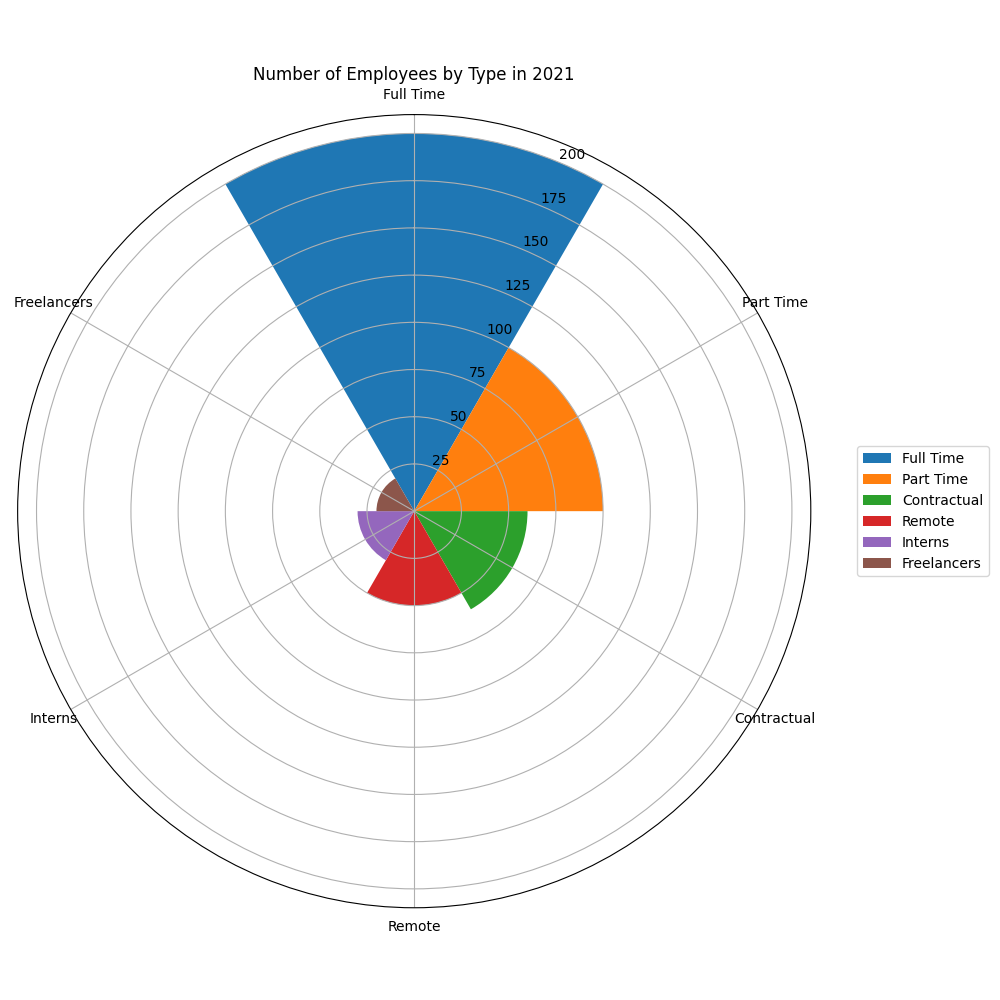 Number of Employees by Type in 2021
Full Time
200
175
150
125
100
75
50
25
Freelancers
Part Time
Interns
Contractual
Remote
Full Time
Part Time
Contractual
Remote
Interns
Freelancers